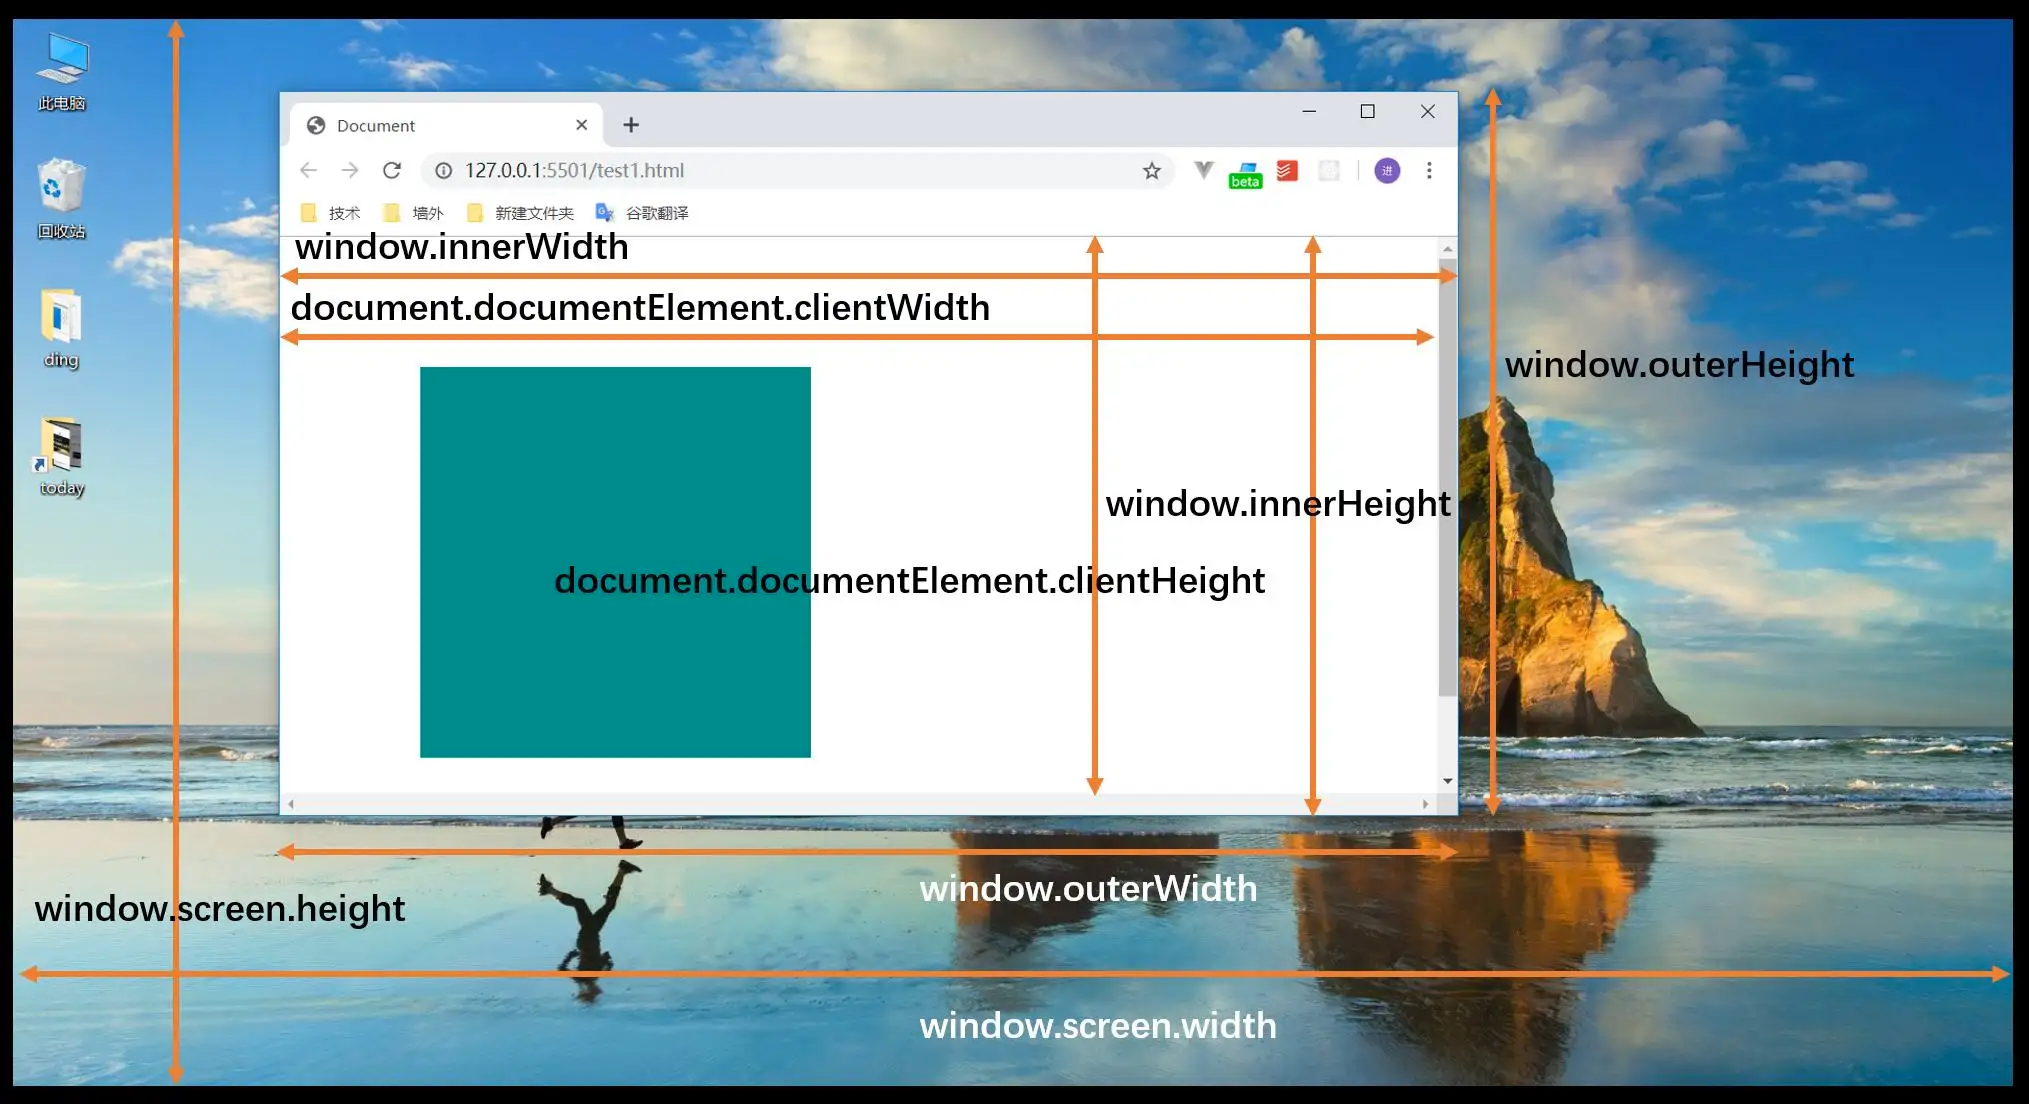 此电脑
回收站
ding
today
Document
127.0.0.1:5501/test1.html
beta
进
技术
墙外
新建文件夹
谷歌翻译
window.innerWidth
document.documentElement.clientWidth
window.outerHeight
window.innerHeight
document.documentElement.clientHeight
window.outerWidth
window.screen.height
window.screen.width